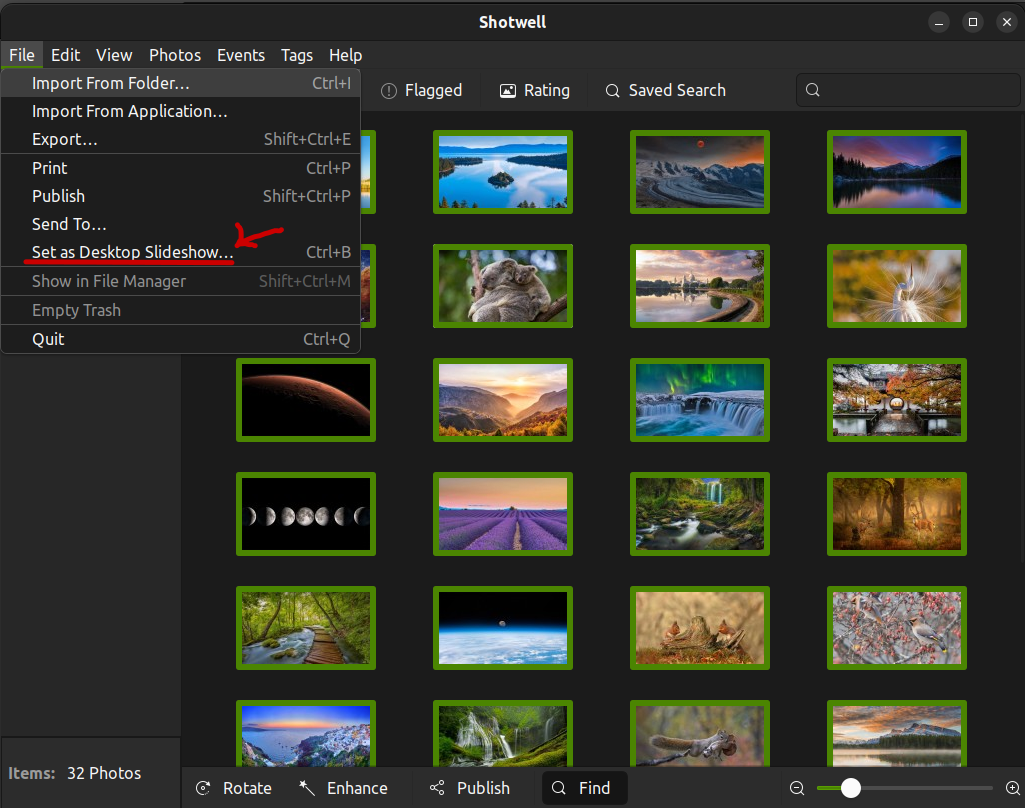 Shotwell
File Edit View Photos Events Tags Help
Import From Folder… Ctrl+I
Flagged Rating Saved Search
Import From Application…
Export… Shift+Ctrl+E
Print Ctrl+P
Publish Shift+Ctrl+P
Send To…
Set as Desktop Slideshow… Ctrl+B
Show in File Manager Shift+Ctrl+M
Empty Trash
Quit Ctrl+Q
Items: 32 Photos
Rotate Enhance Publish Find